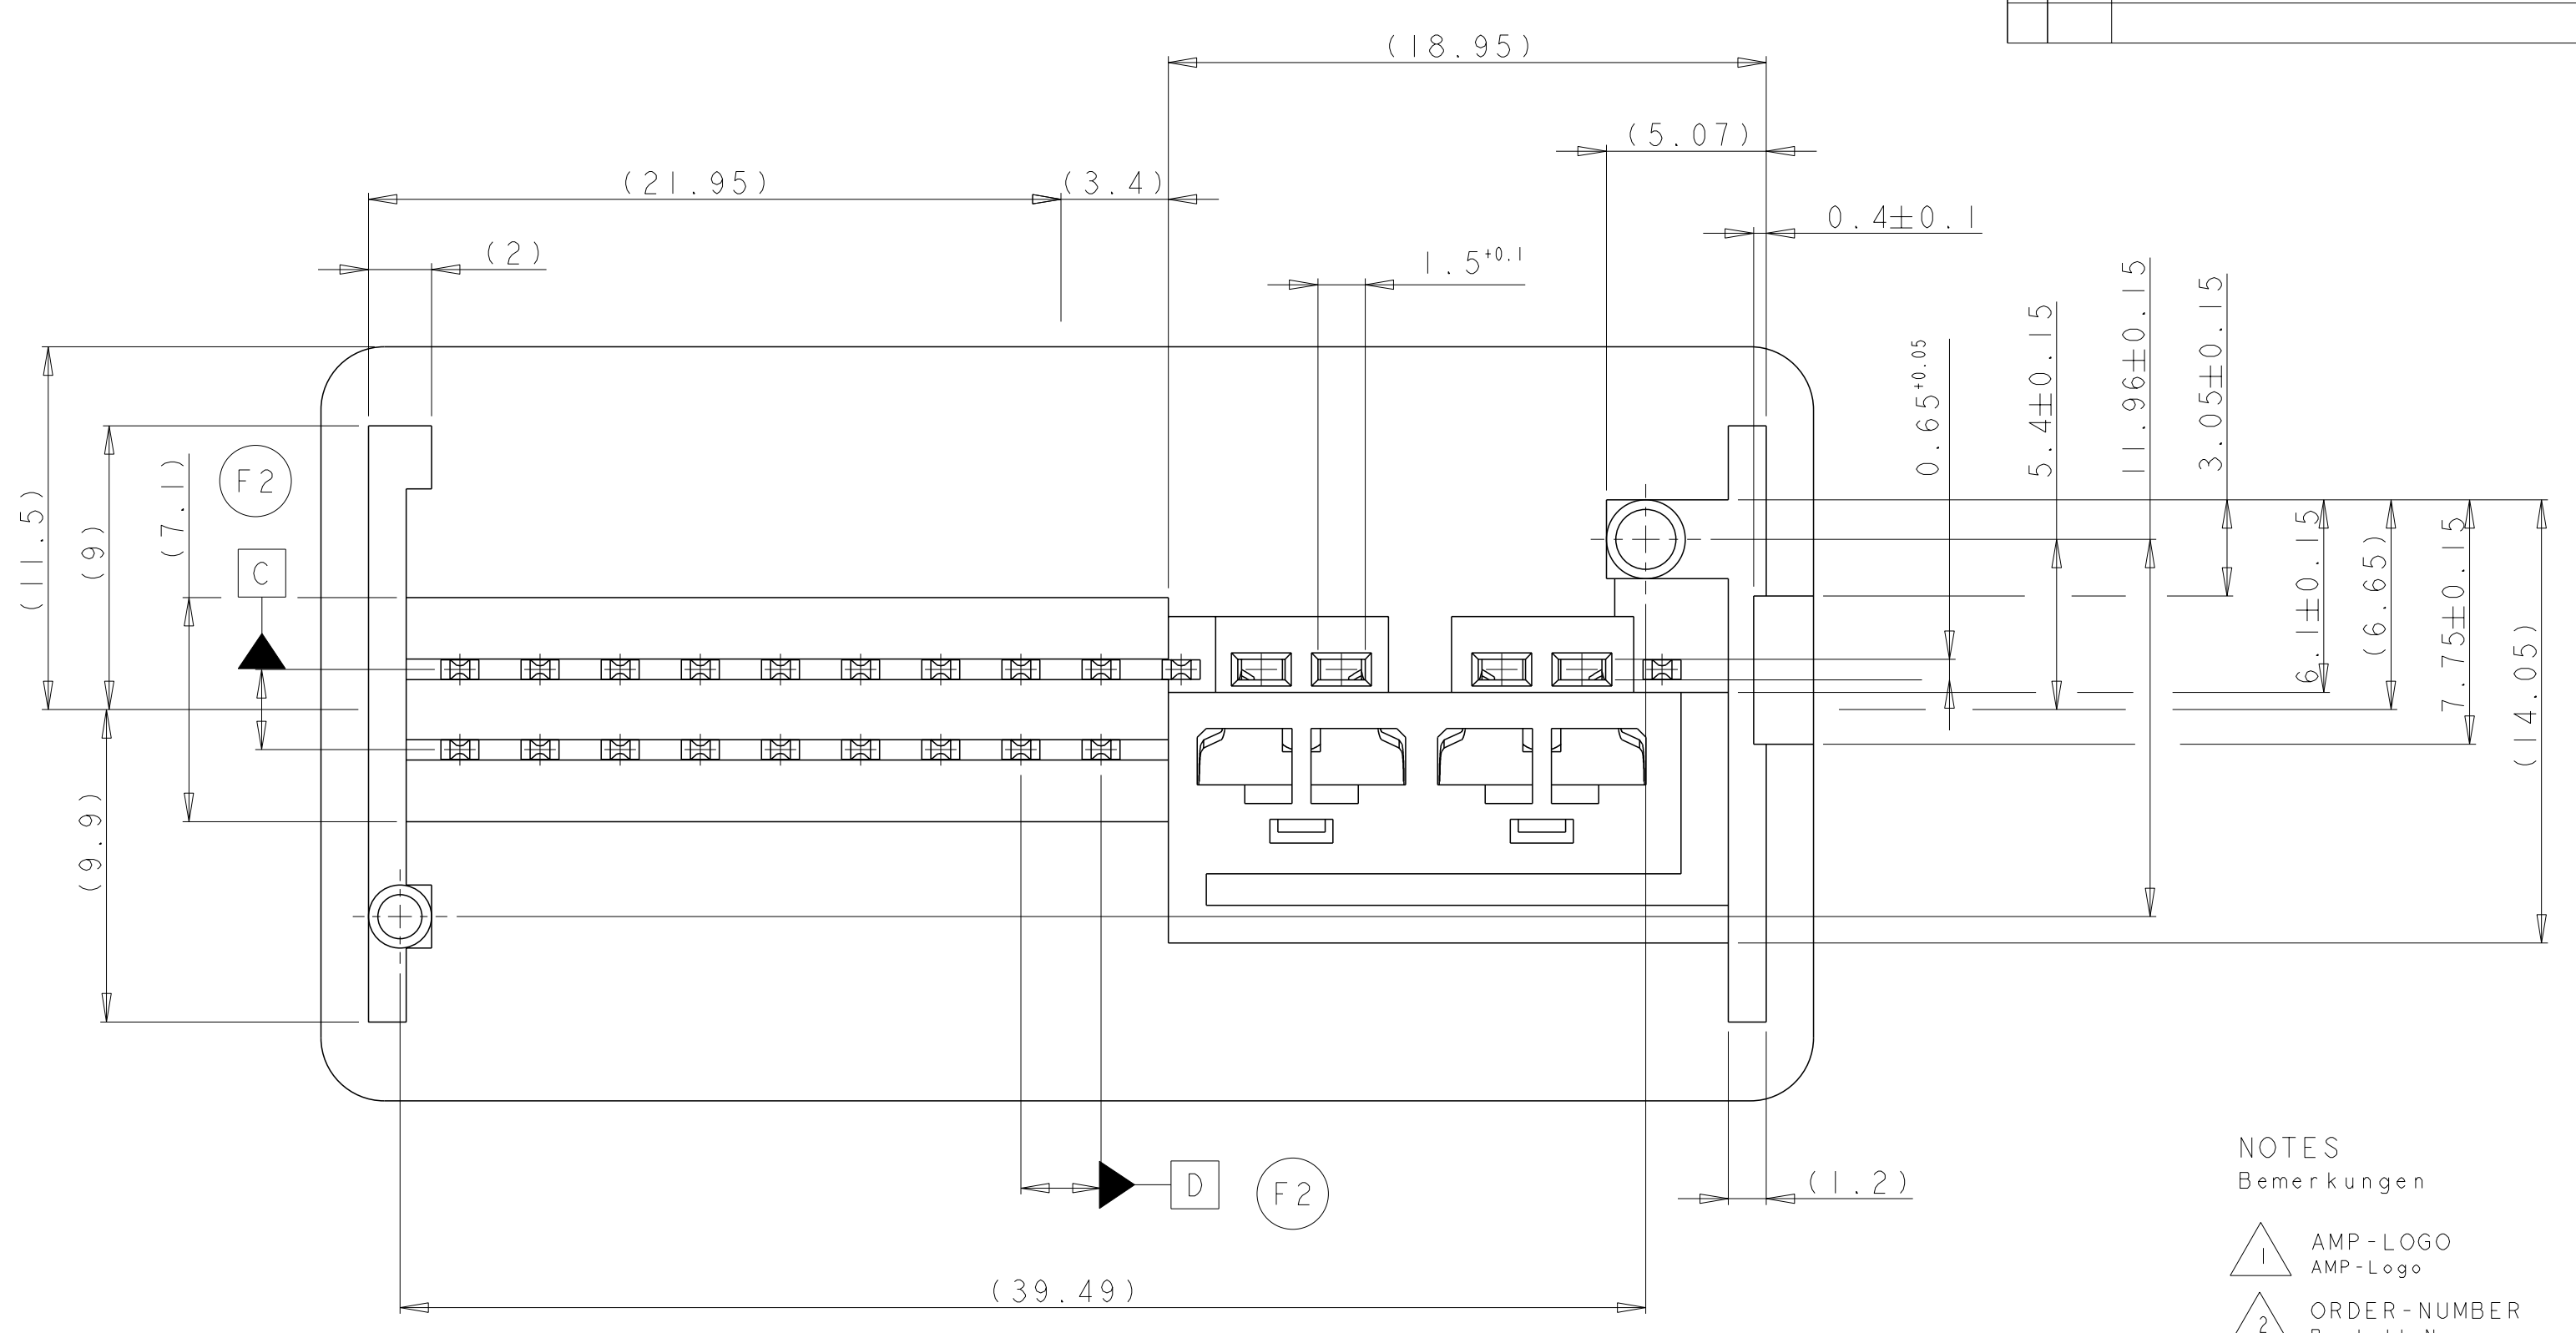 (18.95)
(5.07)
(21.95)
(3.4)
0.4±0.1
(2)
1.5+0.1
0.65+0.05
5.4±0.15
11.96±0.15
3.05±0.15
(11.5)
(9)
(7.1)
F2
C
6.1±0.15
(6.65)
7.75±0.15
(14.05)
(9.9)
D
F2
(1.2)
(39.49)
NOTES
Bemerkungen
1
AMP-LOGO
AMP-Logo
2
ORDER-NUMBER